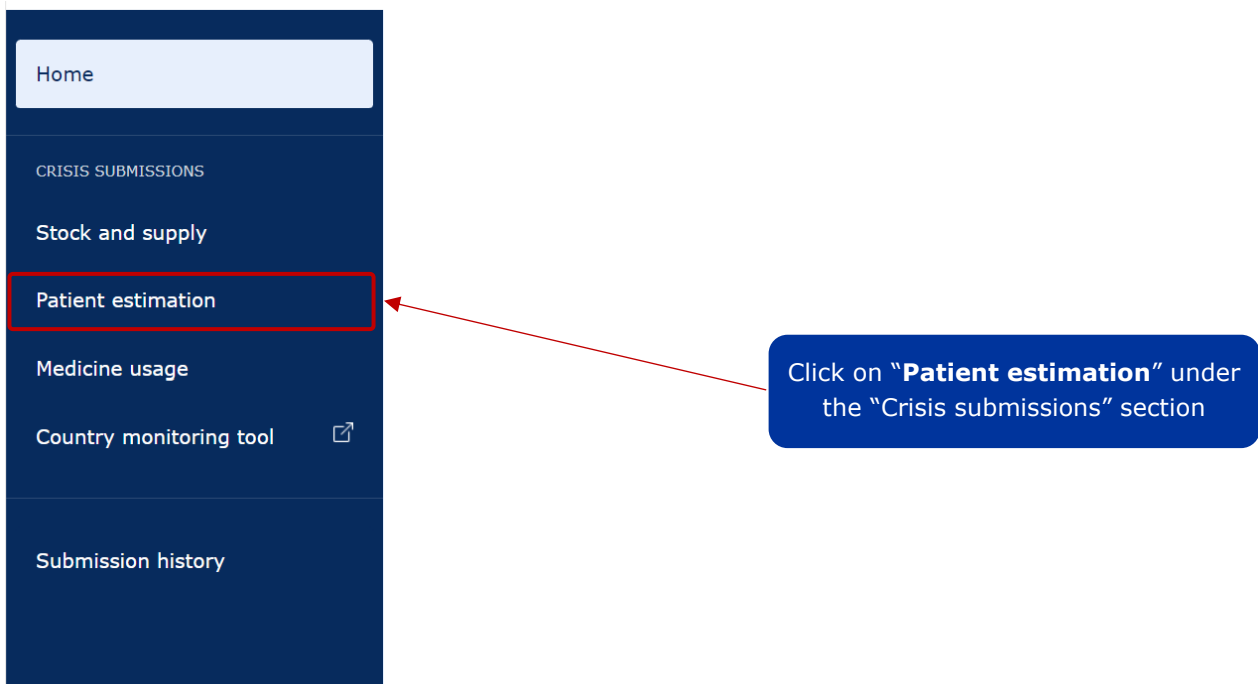 Home
CRISIS SUBMISSIONS
Stock and supply
Patient estimation
Medicine usage
Country monitoring tool
Submission history
Click on “Patient estimation” under
the “Crisis submissions” section